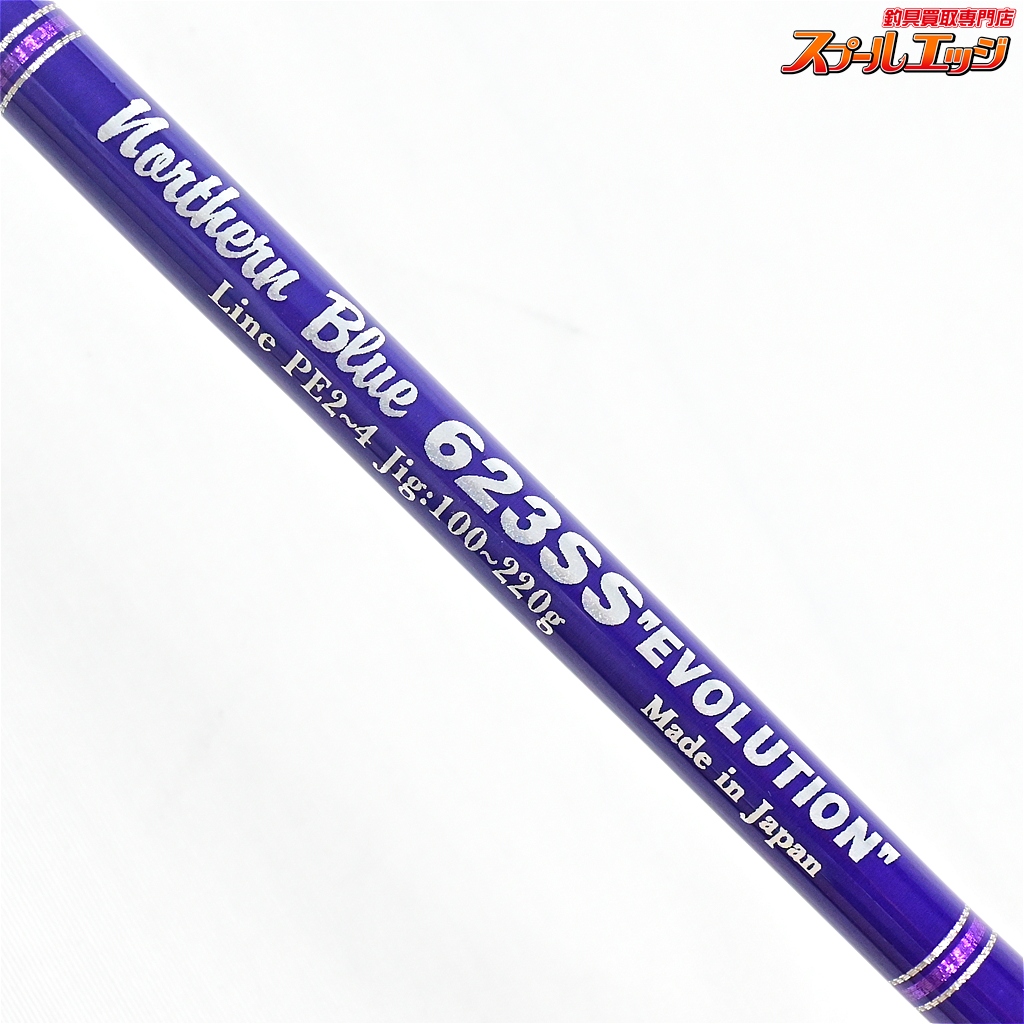 釣具買取専門店
スプールエッジ
Northern Blue 623SS "EVOLUTION"
Line PE2~4 Jig:100~220g
Made in Japan